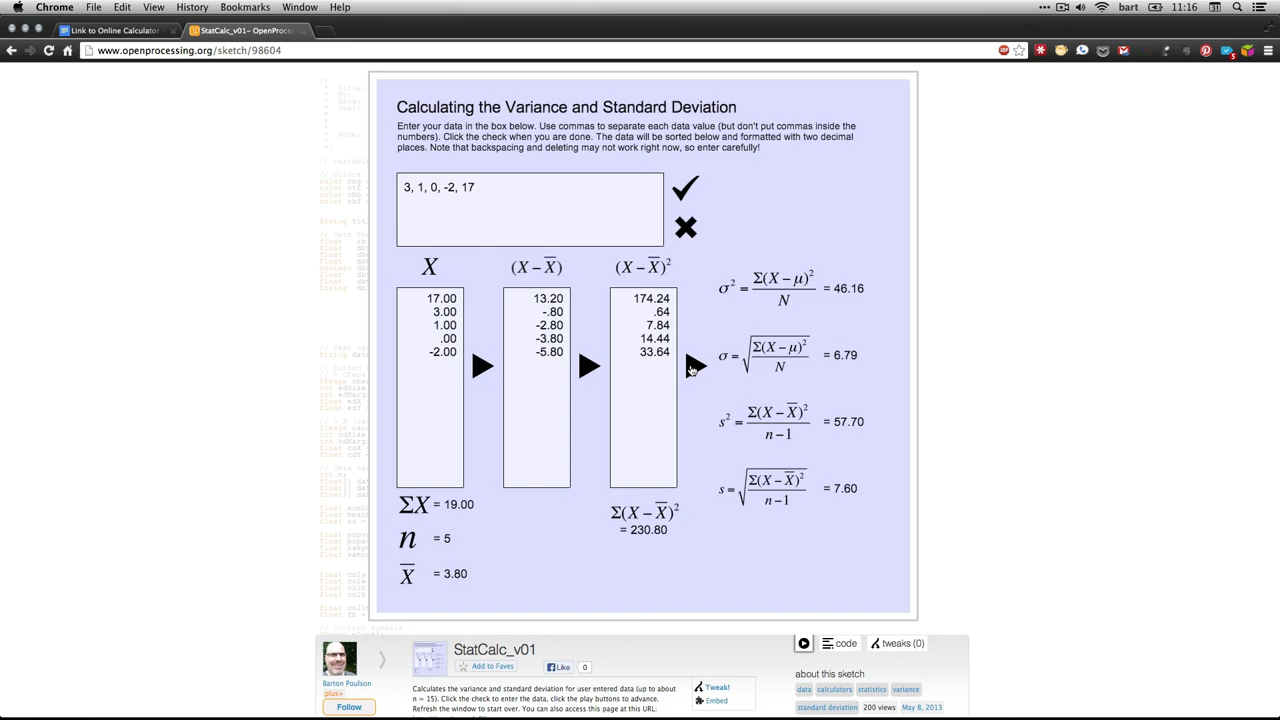 Chrome File Edit View History Bookmarks Window Help
bart 11:16
Link to Online Calculator
StatCalc_v01 – OpenProces
www.openprocessing.org/sketch/98604
Calculating the Variance and Standard Deviation
Enter your data in the box below. Use commas to separate each data value (but don't put commas inside the
numbers). Click the check when you are done. The data will be sorted below and formatted with two decimal
places. Note that backspacing and deleting may not work right now, so enter carefully!
3, 1, 0, -2, 17
X (X – X̅) (X – X̅)²
17.00 13.20 174.24
3.00 -.80 .64
1.00 -2.80 7.84
.00 -3.80 14.44
-2.00 -5.80 33.64
σ² = Σ(X – μ)² / N = 46.16
σ = √(Σ(X – μ)² / N) = 6.79
s² = Σ(X – X̅)² / n – 1 = 57.70
s = √(Σ(X – X̅)² / n – 1) = 7.60
ΣX = 19.00
n = 5
X̅ = 3.80
Σ(X – X̅)²
= 230.80
Barton Poulson
plus+
Follow
StatCalc_v01
Add to Faves
Like 0
Calculates the variance and standard deviation for user entered data (up to about
n = 15). Click the check to enter the data, click the play buttons to advance.
Refresh the window to start over. You can also access this page at this URL:
Tweak!
Embed
code tweaks (0)
about this sketch
data calculators statistics variance
standard deviation 200 views May 8, 2013